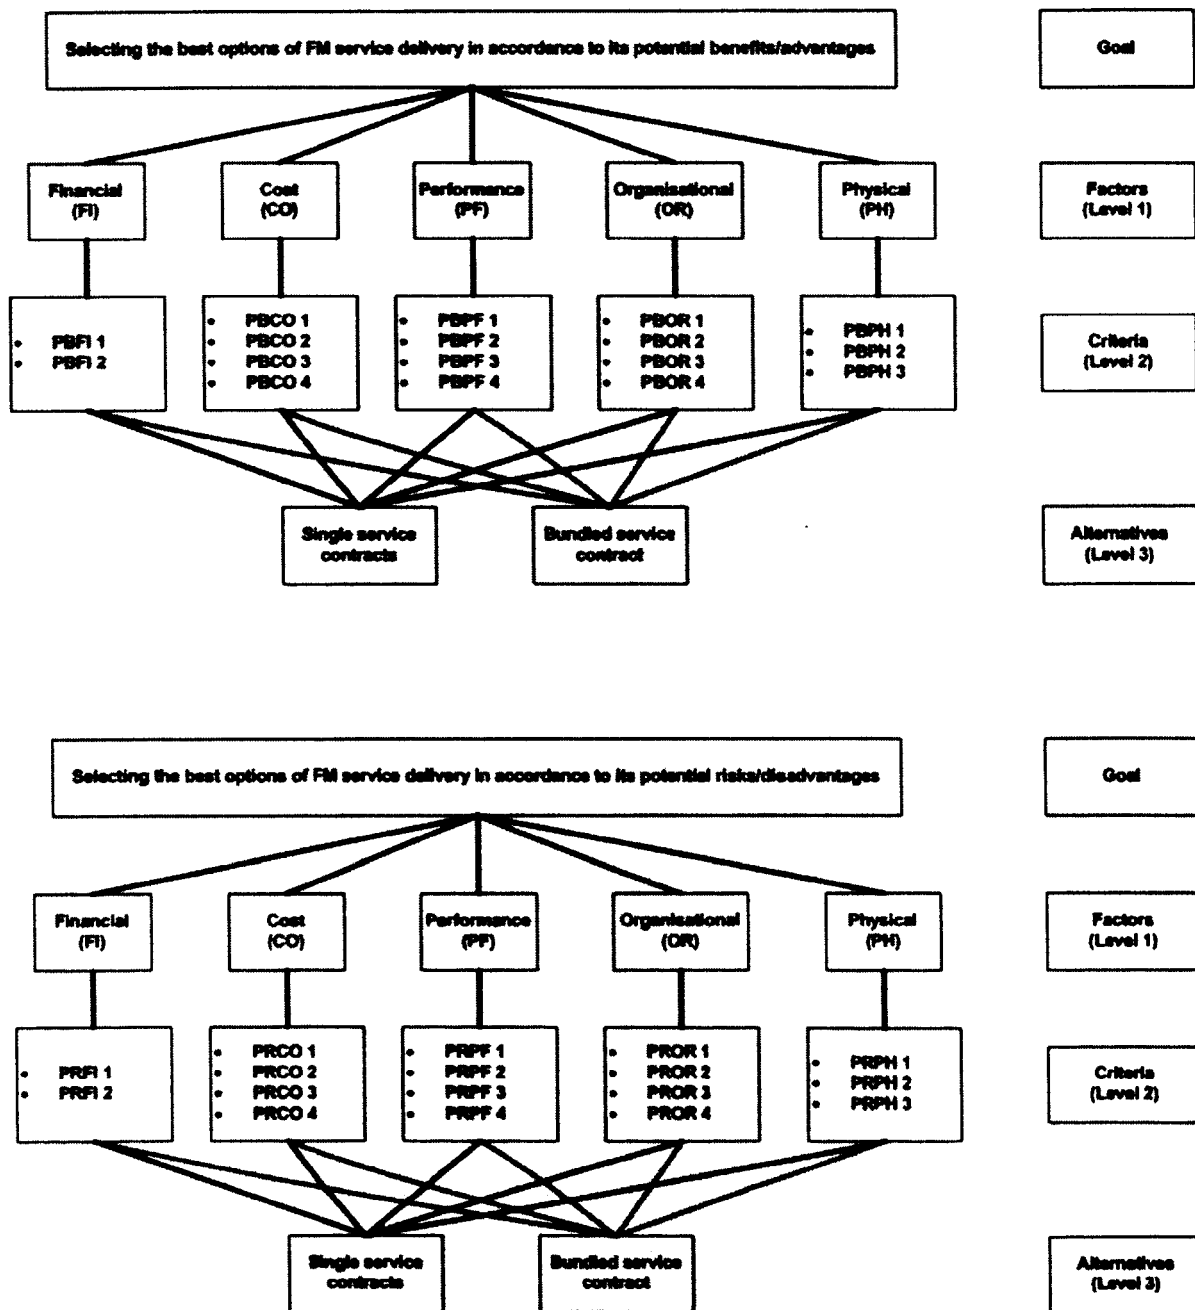 Selecting the best options of FM service delivery in accordance to its potential benefits/advantages
Goal
Financial
(FI)
Cost
(CO)
Performance
(PF)
Organisational
(OR)
Physical
(PH)
Factors
(Level 1)
• PBFI 1
• PBFI 2
• PBCO 1
• PBCO 2
• PBCO 3
• PBCO 4
• PBPF 1
• PBPF 2
• PBPF 3
• PBPF 4
• PBOR 1
• PBOR 2
• PBOR 3
• PBOR 4
• PBPH 1
• PBPH 2
• PBPH 3
Criteria
(Level 2)
Single service
contracts
Bundled service
contract
Alternatives
(Level 3)
Selecting the best options of FM service delivery in accordance to its potential risks/disadvantages
Goal
Financial
(FI)
Cost
(CO)
Performance
(PF)
Organisational
(OR)
Physical
(PH)
Factors
(Level 1)
• PRFI 1
• PRFI 2
• PRCO 1
• PRCO 2
• PRCO 3
• PRCO 4
• PRPF 1
• PRPF 2
• PRPF 3
• PRPF 4
• PROR 1
• PROR 2
• PROR 3
• PROR 4
• PRPH 1
• PRPH 2
• PRPH 3
Criteria
(Level 2)
Single service
contracts
Bundled service
contract
Alternatives
(Level 3)